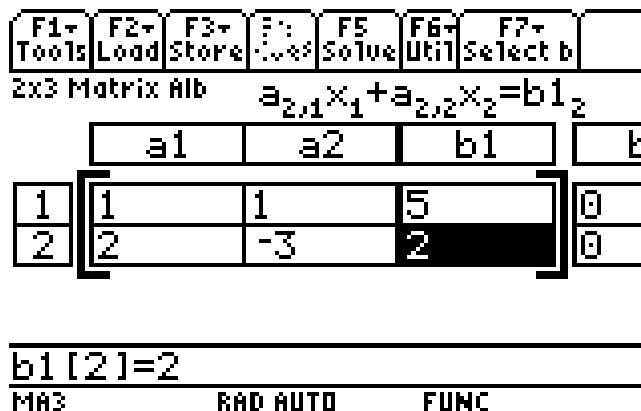 F1 F2 F3 F5 F6 F7
Tools Load Store Solve Util Select b
2x3 Matrix A|b a2,1x1+a2,2x2=b12
a1 a2 b1
1 1 1 5 0
2 2 -3 2 0
b1[2]=2
MA3 RAD AUTO FUNC